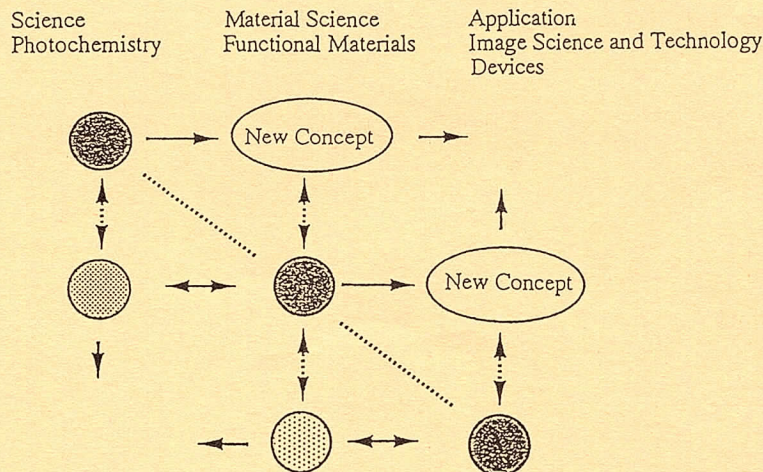 Science
Photochemistry
Material Science
Functional Materials
Application
Image Science and Technology
Devices
New Concept
New Concept